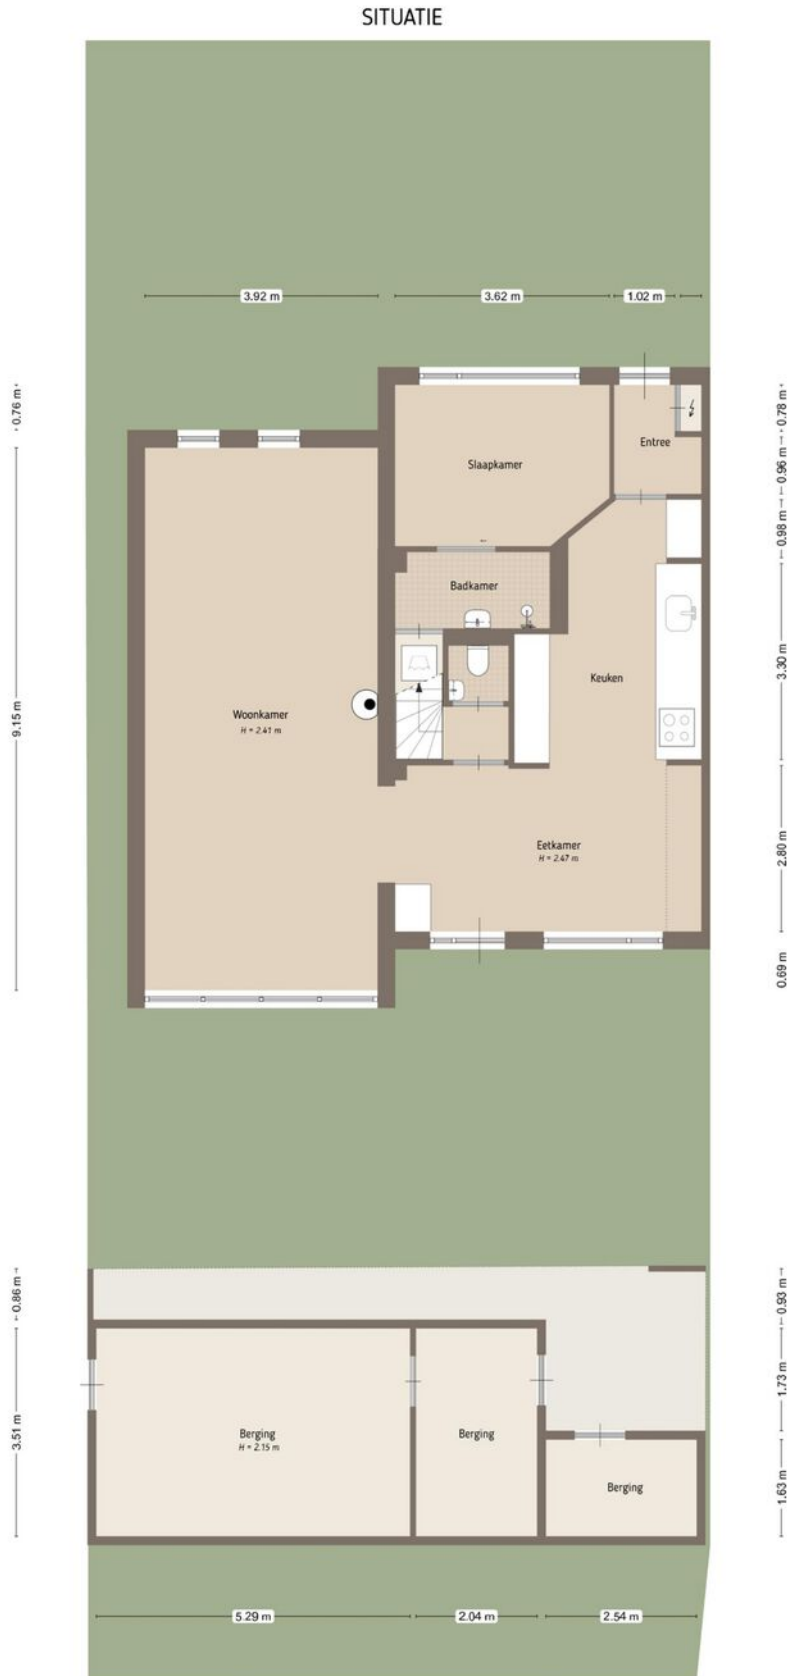 SITUATIE
3.92 m
3.62 m
1.02 m
0.76 m
0.78 m
Entree
0.96 m
Slaapkamer
0.98 m
Badkamer
Keuken
3.30 m
9.15 m
Woonkamer
H = 2.41 m
Eetkamer
H = 2.47 m
2.80 m
0.69 m
0.86 m
0.93 m
1.73 m
3.51 m
Berging
H = 2.15 m
Berging
Berging
1.63 m
5.29 m
2.04 m
2.54 m